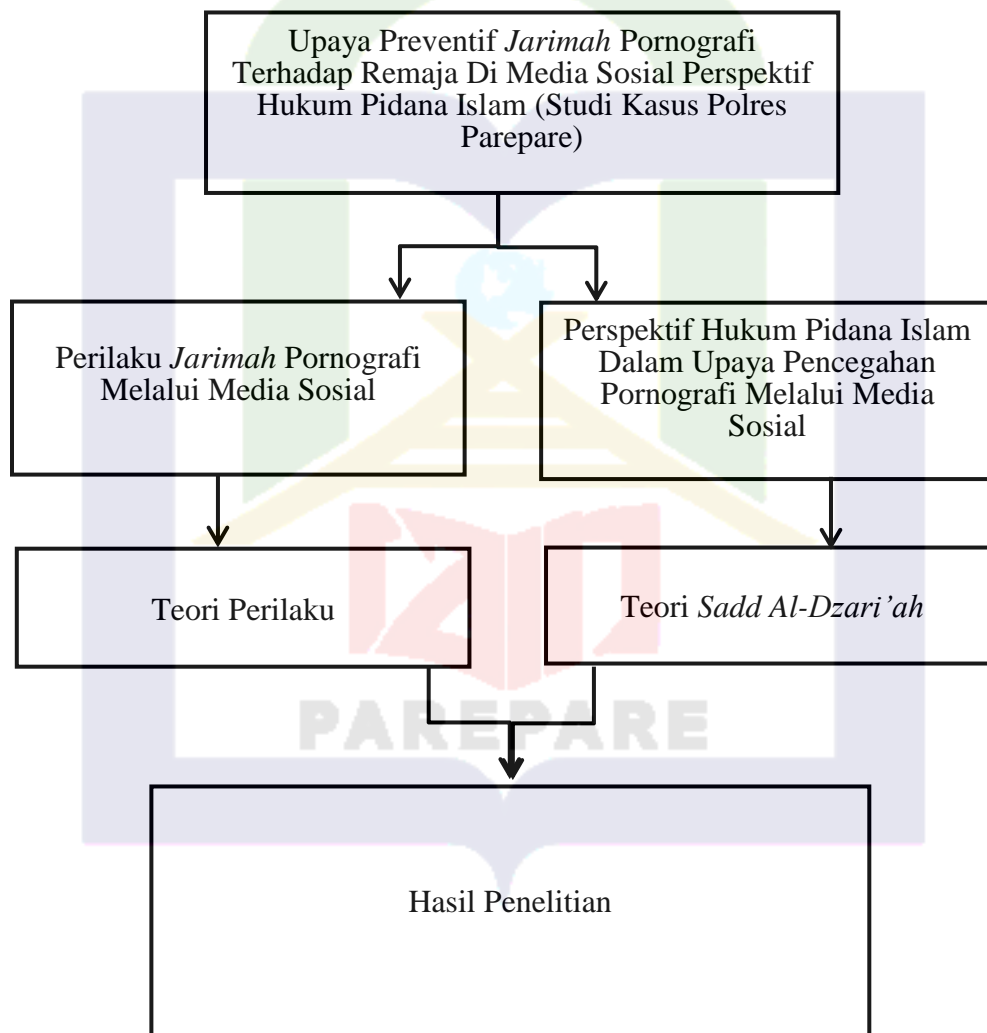 Upaya Preventif Jarimah Pornografi
Terhadap Remaja Di Media Sosial Perspektif
Hukum Pidana Islam (Studi Kasus Polres
Parepare)
Perilaku Jarimah Pornografi
Melalui Media Sosial
Perspektif Hukum Pidana Islam
Dalam Upaya Pencegahan
Pornografi Melalui Media
Sosial
Teori Perilaku
Teori Sadd Al-Dzari’ah
PAREPARE
Hasil Penelitian